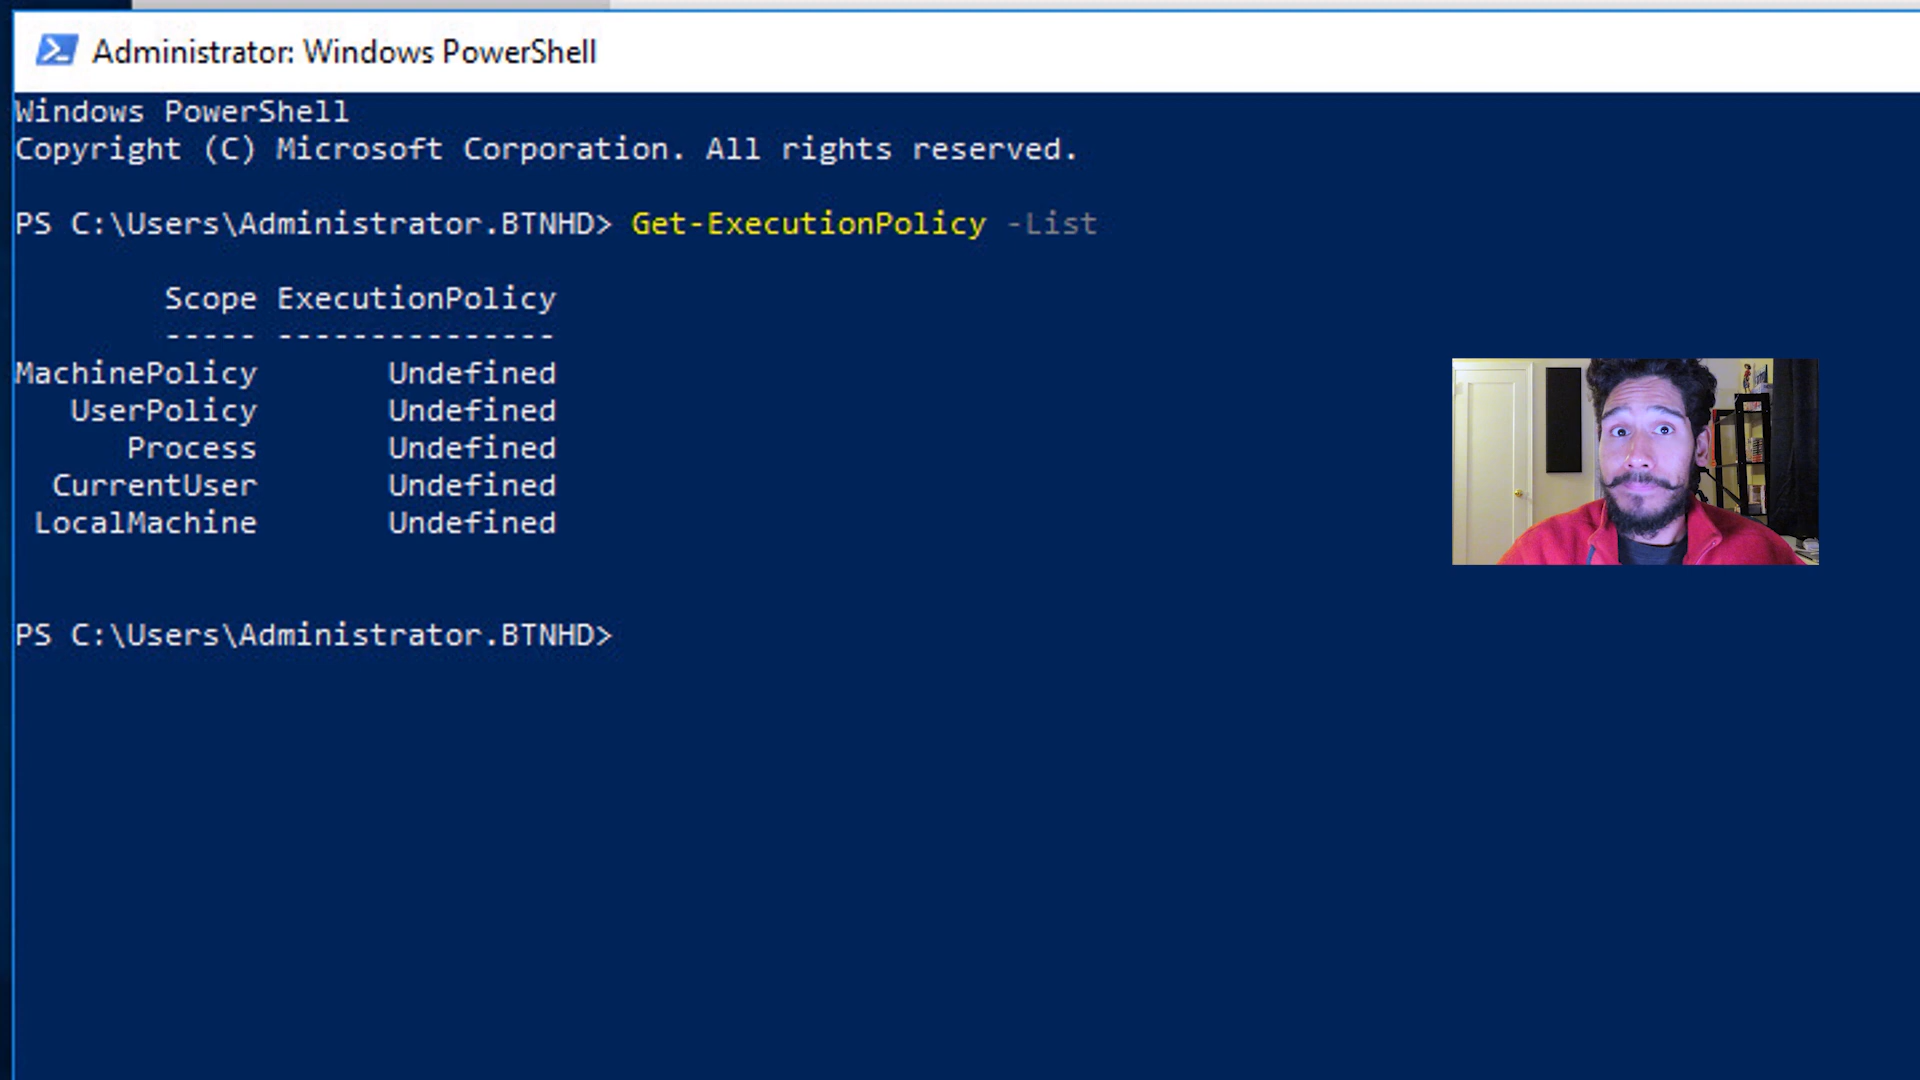 Administrator: Windows PowerShell
Windows PowerShell
Copyright (C) Microsoft Corporation. All rights reserved.
PS C:\Users\Administrator.BTNHD> Get-ExecutionPolicy -List
Scope ExecutionPolicy
----- ---------------
MachinePolicy Undefined
UserPolicy Undefined
Process Undefined
CurrentUser Undefined
LocalMachine Undefined
PS C:\Users\Administrator.BTNHD>